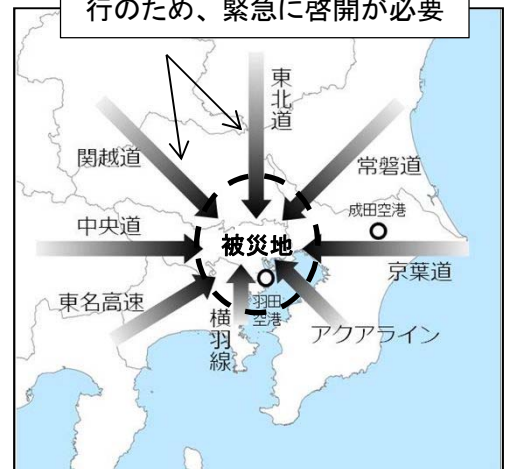 行のため、緊急に啓開が必要
東北道
関越道
常磐道
成田空港
中央道
被災地
京葉道
東名高速
羽田
空港
横羽線
アクアライン